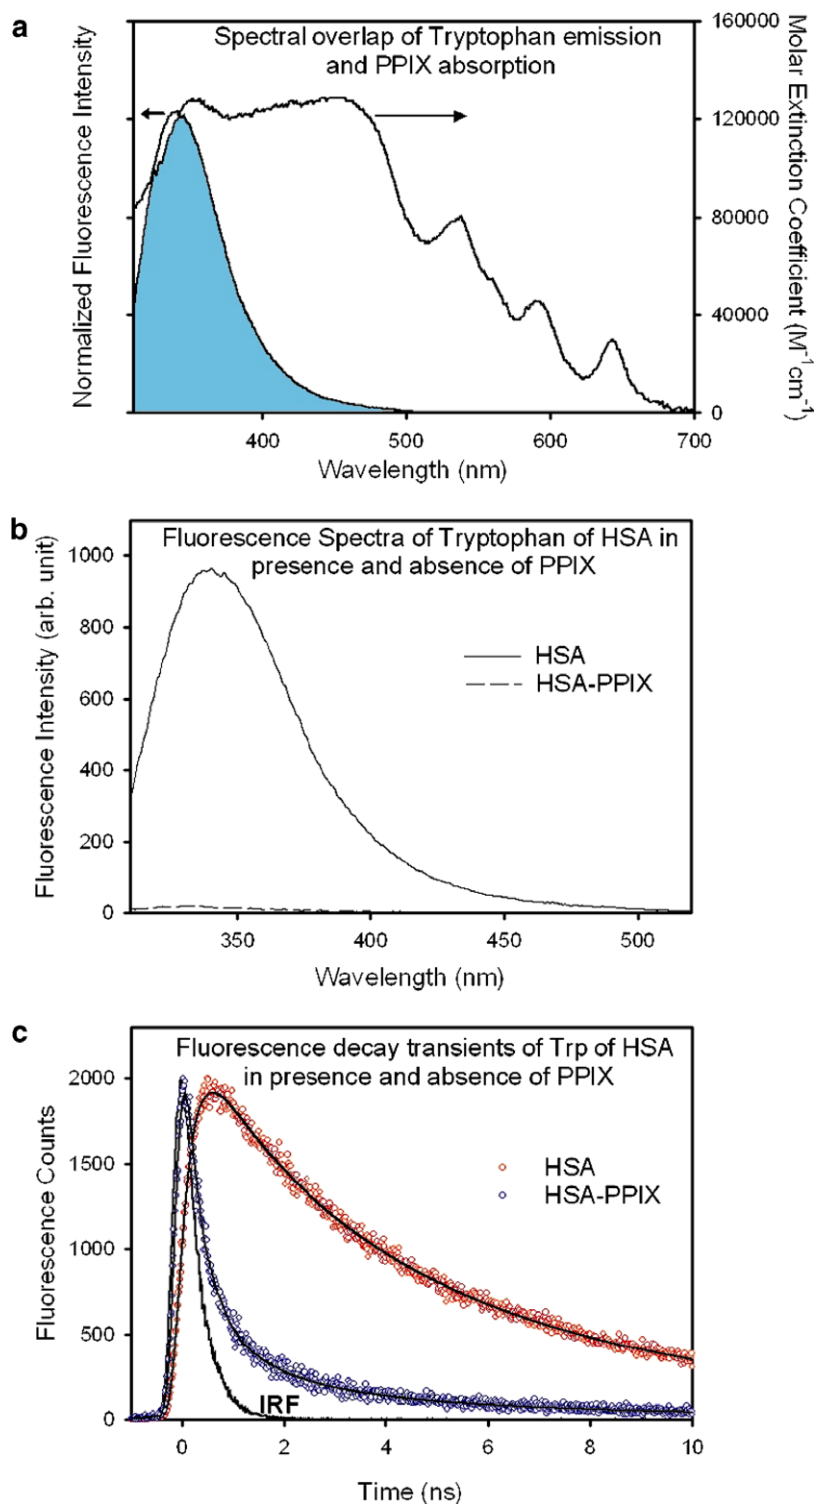 a
Spectral overlap of Tryptophan emission
and PPIX absorption
Normalized Fluorescence Intensity
160000
120000
80000
40000
0
Molar Extinction Coefficient (M⁻¹cm⁻¹)
400 500 600 700
Wavelength (nm)
b
Fluorescence Spectra of Tryptophan of HSA in
presence and absence of PPIX
Fluorescence Intensity (arb. unit)
1000
800
600
400
200
0
HSA
HSA-PPIX
350 400 450 500
Wavelength (nm)
c
Fluorescence decay transients of Trp of HSA
in presence and absence of PPIX
Fluorescence Counts
2000
1500
1000
500
0
HSA
HSA-PPIX
IRF
0 2 4 6 8 10
Time (ns)